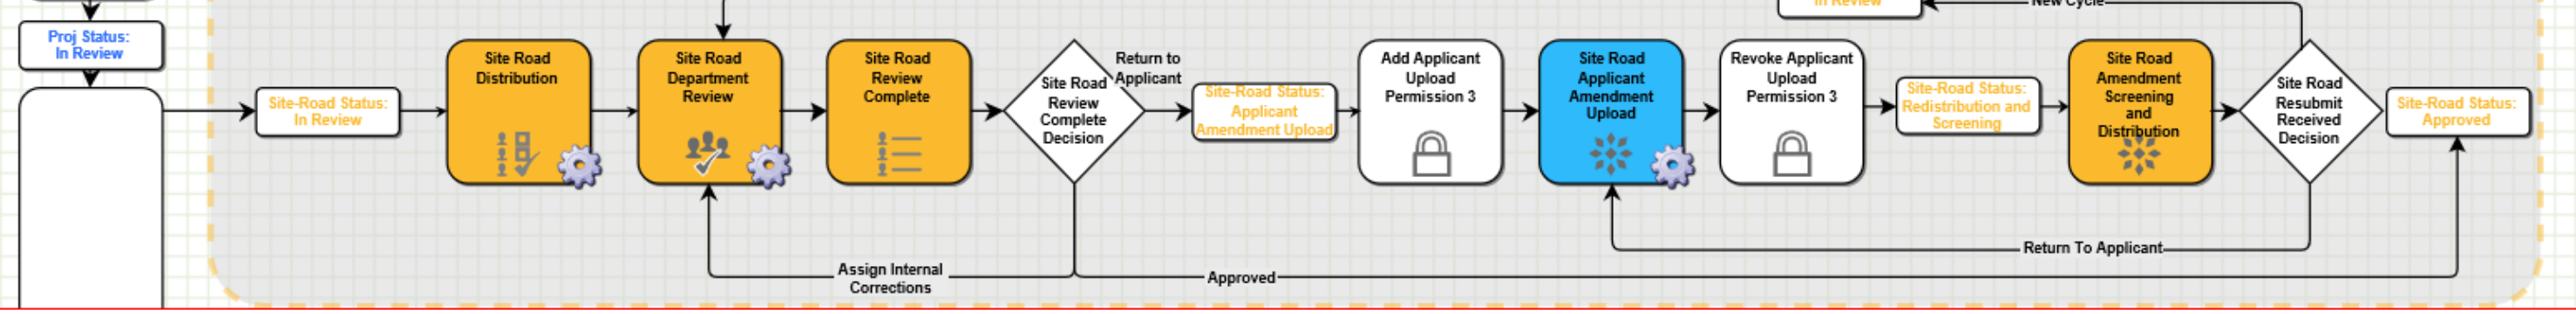 Proj Status:
In Review
Site-Road Status:
In Review
Site Road
Distribution
Site Road
Department
Review
Site Road
Review
Complete
Site Road
Review
Complete
Decision
Return to
Applicant
Site-Road Status:
Applicant
Amendment Upload
Add Applicant
Upload
Permission 3
Site Road
Applicant
Amendment
Upload
Revoke Applicant
Upload
Permission 3
In Review
New Cycle
Site-Road Status:
Redistribution and
Screening
Site Road
Amendment
Screening
and
Distribution
Site Road
Resubmit
Received
Decision
Site-Road Status:
Approved
Return To Applicant
Assign Internal
Corrections
Approved